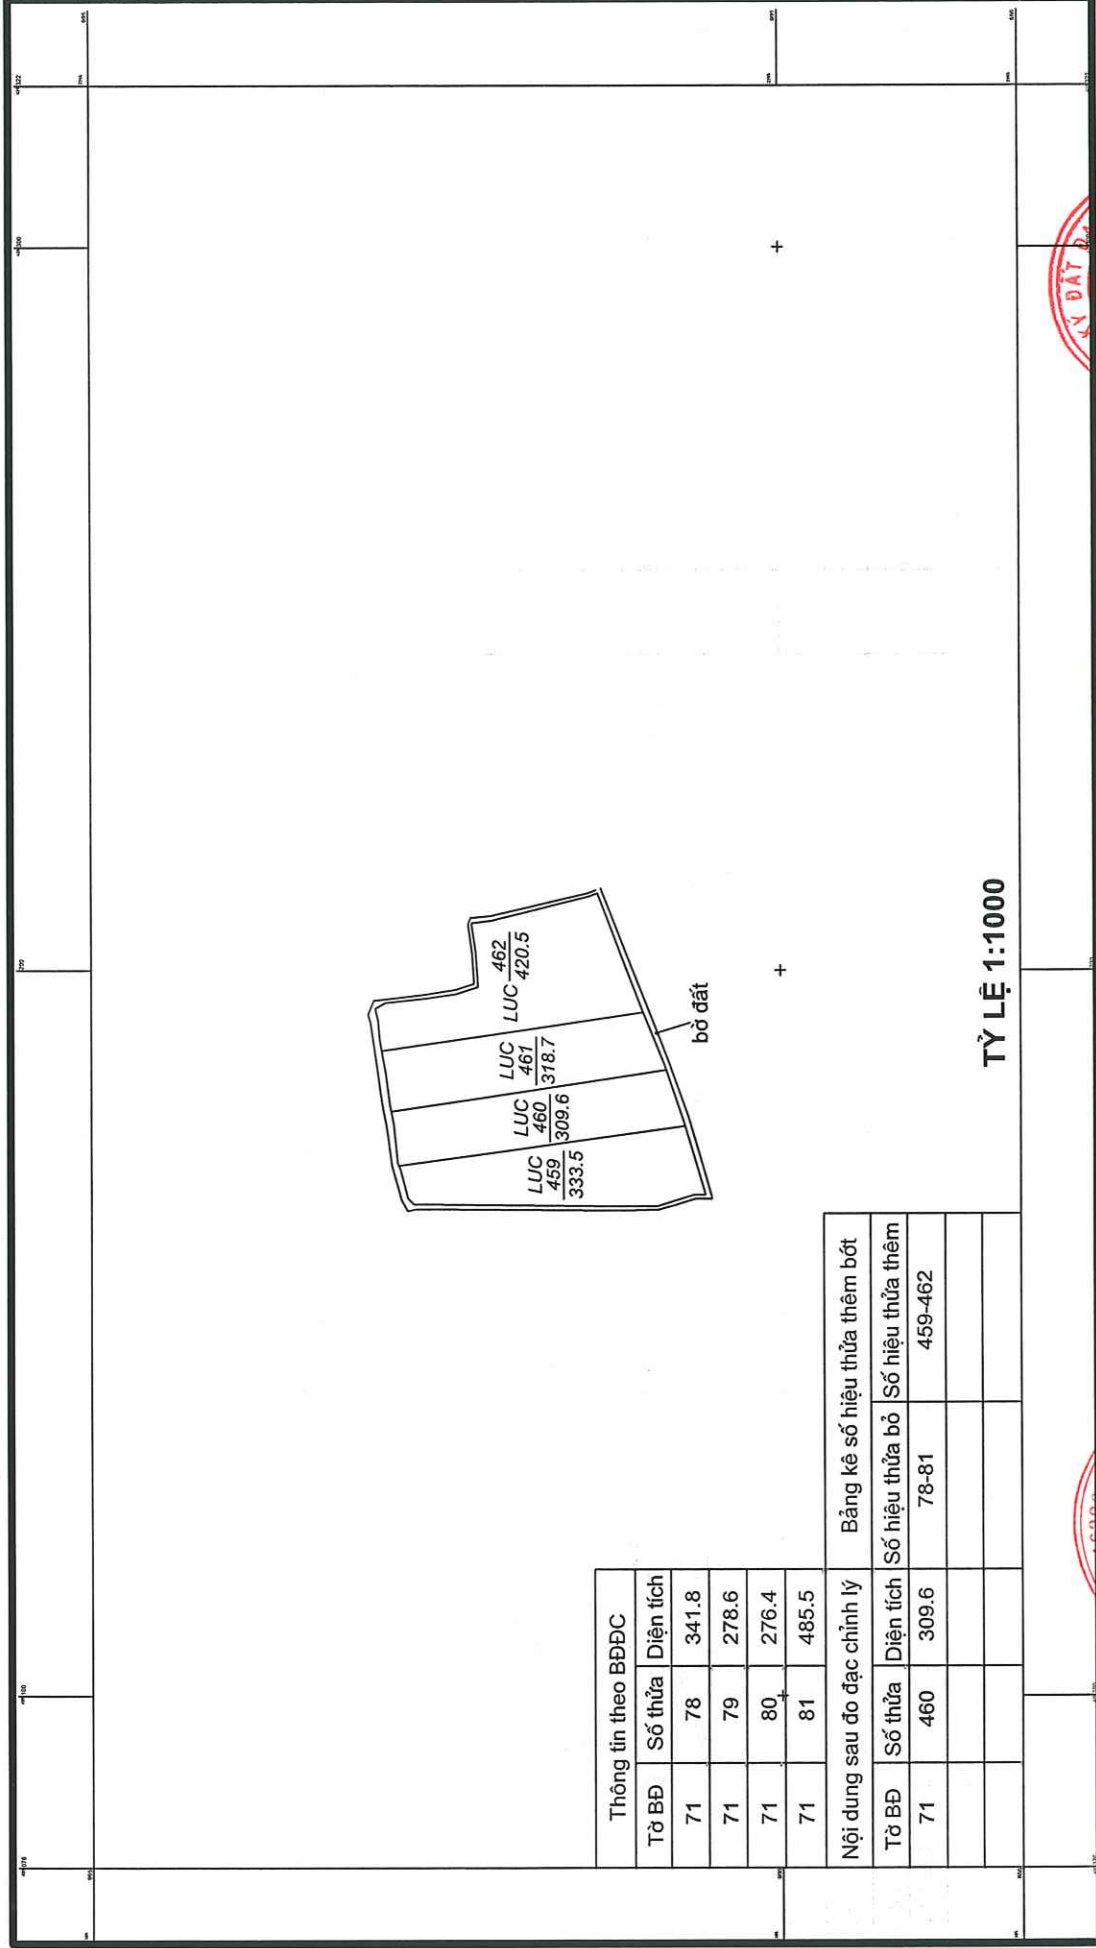 LUC
459
333.5
LUC
460
309.6
LUC
461
318.7
LUC 462
420.5
bờ đất
Thông tin theo BĐĐC
Tờ BĐ Số thửa Diện tích
71 78 341.8
71 79 278.6
71 80 276.4
71 81 485.5
Nội dung sau đo đạc chỉnh lý Bảng kê số hiệu thửa thêm bớt
Tờ BĐ Số thửa Diện tích Số hiệu thửa bỏ Số hiệu thửa thêm
71 460 309.6 78-81 459-462
TỶ LỆ 1:1000
KÝ ĐẤT